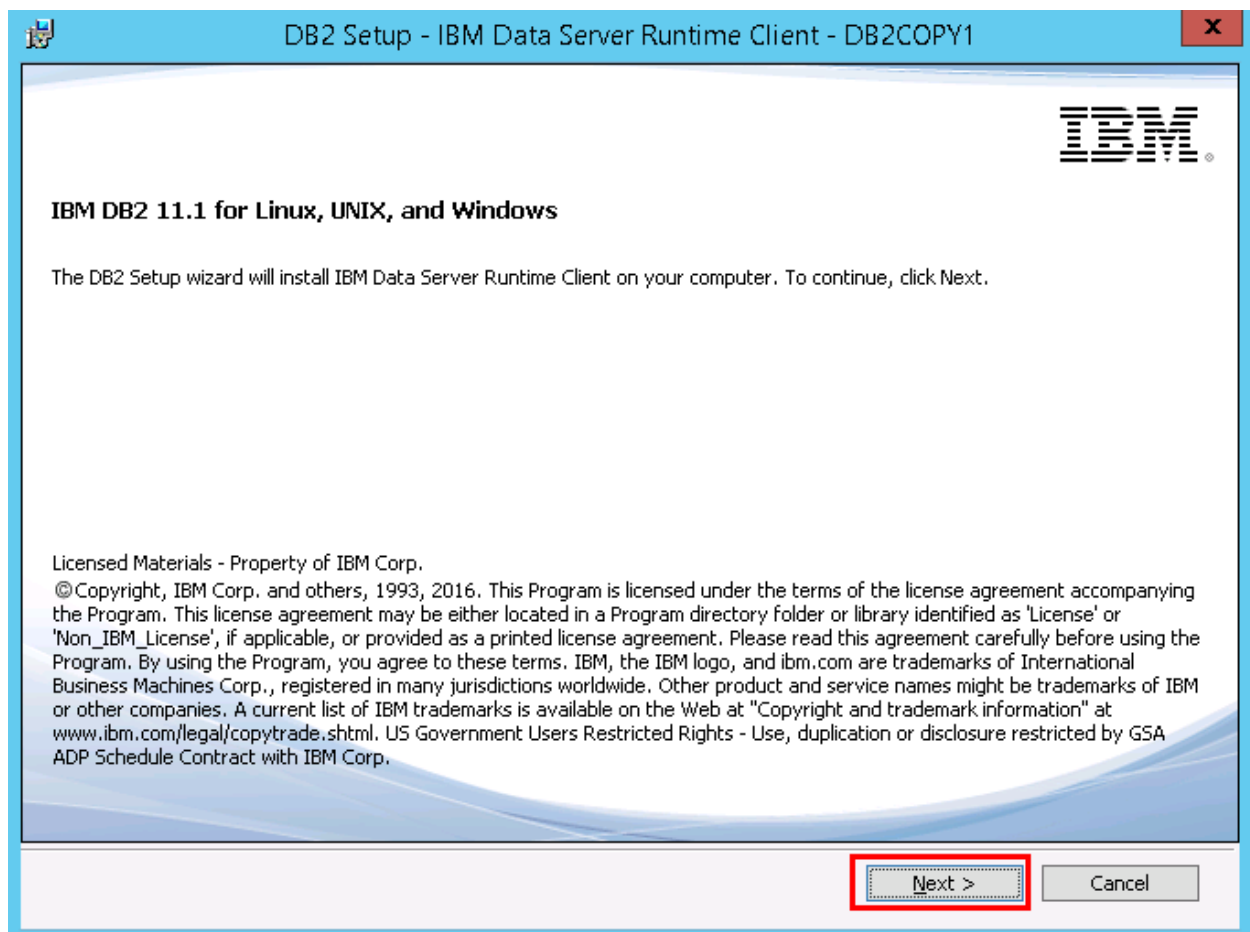 DB2 Setup - IBM Data Server Runtime Client - DB2COPY1
x
IBM.
IBM DB2 11.1 for Linux, UNIX, and Windows
The DB2 Setup wizard will install IBM Data Server Runtime Client on your computer. To continue, click Next.
Licensed Materials - Property of IBM Corp.
©Copyright, IBM Corp. and others, 1993, 2016. This Program is licensed under the terms of the license agreement accompanying
the Program. This license agreement may be either located in a Program directory folder or library identified as 'License' or
'Non_IBM_License', if applicable, or provided as a printed license agreement. Please read this agreement carefully before using the
Program. By using the Program, you agree to these terms. IBM, the IBM logo, and ibm.com are trademarks of International
Business Machines Corp., registered in many jurisdictions worldwide. Other product and service names might be trademarks of IBM
or other companies. A current list of IBM trademarks is available on the Web at "Copyright and trademark information" at
www.ibm.com/legal/copytrade.shtml. US Government Users Restricted Rights - Use, duplication or disclosure restricted by GSA
ADP Schedule Contract with IBM Corp.
Next >
Cancel